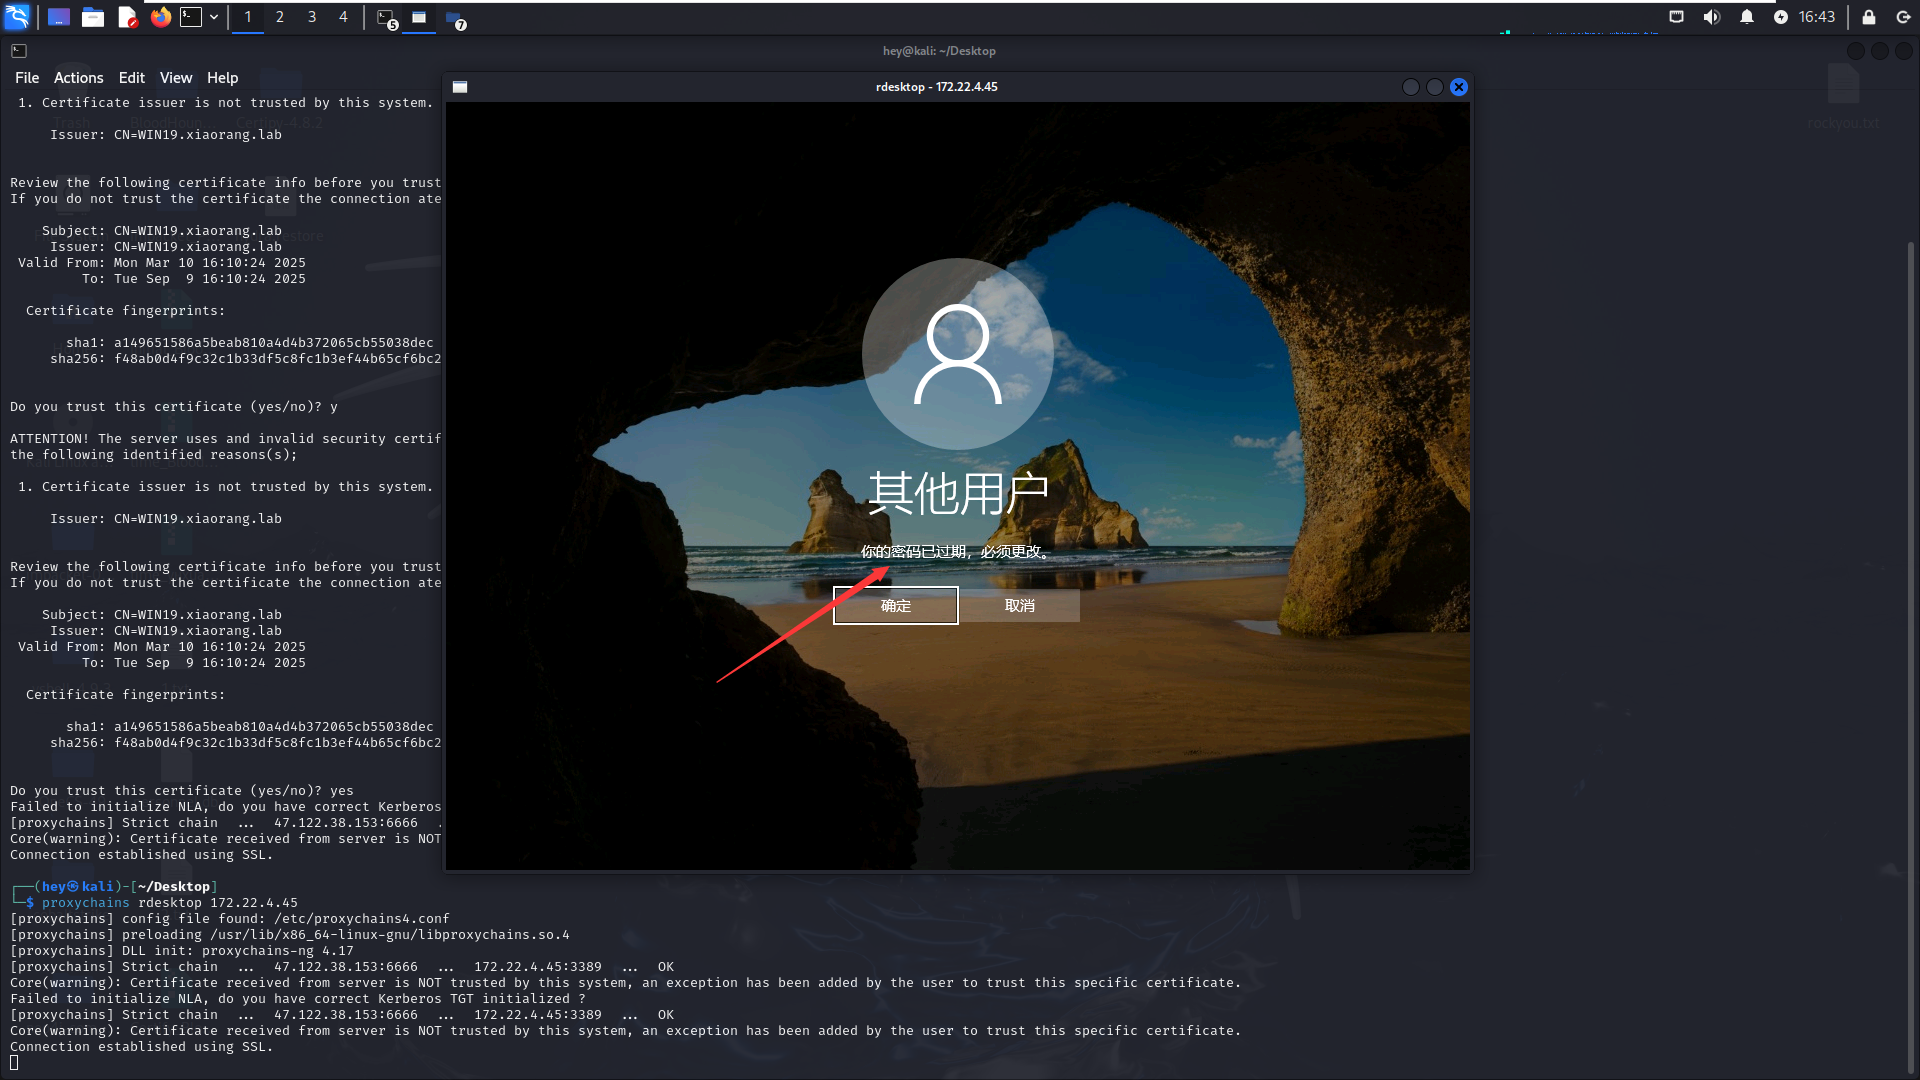 1
2
3
4
5
7
16:43
hey@kali: ~/Desktop
File Actions Edit View Help
1. Certificate issuer is not trusted by this system.
Issuer: CN=WIN19.xiaorang.lab
Review the following certificate info before you trust
If you do not trust the certificate the connection ate
Subject: CN=WIN19.xiaorang.lab
Issuer: CN=WIN19.xiaorang.lab
Valid From: Mon Mar 10 16:10:24 2025
To: Tue Sep  9 16:10:24 2025
Certificate fingerprints:
sha1: a149651586a5beab810a4d4b372065cb55038dec
sha256: f48ab0d4f9c32c1b33df5c8fc1b3ef44b65cf6bc2
Do you trust this certificate (yes/no)? y
ATTENTION! The server uses and invalid security certif
the following identified reasons(s);
1. Certificate issuer is not trusted by this system.
Issuer: CN=WIN19.xiaorang.lab
Review the following certificate info before you trust
If you do not trust the certificate the connection ate
Subject: CN=WIN19.xiaorang.lab
Issuer: CN=WIN19.xiaorang.lab
Valid From: Mon Mar 10 16:10:24 2025
To: Tue Sep  9 16:10:24 2025
Certificate fingerprints:
sha1: a149651586a5beab810a4d4b372065cb55038dec
sha256: f48ab0d4f9c32c1b33df5c8fc1b3ef44b65cf6bc2
Do you trust this certificate (yes/no)? yes
Failed to initialize NLA, do you have correct Kerberos
[proxychains] Strict chain  ...  47.122.38.153:6666  .
Core(warning): Certificate received from server is NOT
Connection established using SSL.
┌──(hey㉿kali)-[~/Desktop]
└─$ proxychains rdesktop 172.22.4.45
[proxychains] config file found: /etc/proxychains4.conf
[proxychains] preloading /usr/lib/x86_64-linux-gnu/libproxychains.so.4
[proxychains] DLL init: proxychains-ng 4.17
[proxychains] Strict chain  ...  47.122.38.153:6666  ...  172.22.4.45:3389  ...  OK
Core(warning): Certificate received from server is NOT trusted by this system, an exception has been added by the user to trust this specific certificate.
Failed to initialize NLA, do you have correct Kerberos TGT initialized ?
[proxychains] Strict chain  ...  47.122.38.153:6666  ...  172.22.4.45:3389  ...  OK
Core(warning): Certificate received from server is NOT trusted by this system, an exception has been added by the user to trust this specific certificate.
Connection established using SSL.
rdesktop - 172.22.4.45
其他用户
你的密码已过期，必须更改。
确定
取消
Trash
BloodHoun...
Certipy-4.8.2
rockyou.txt